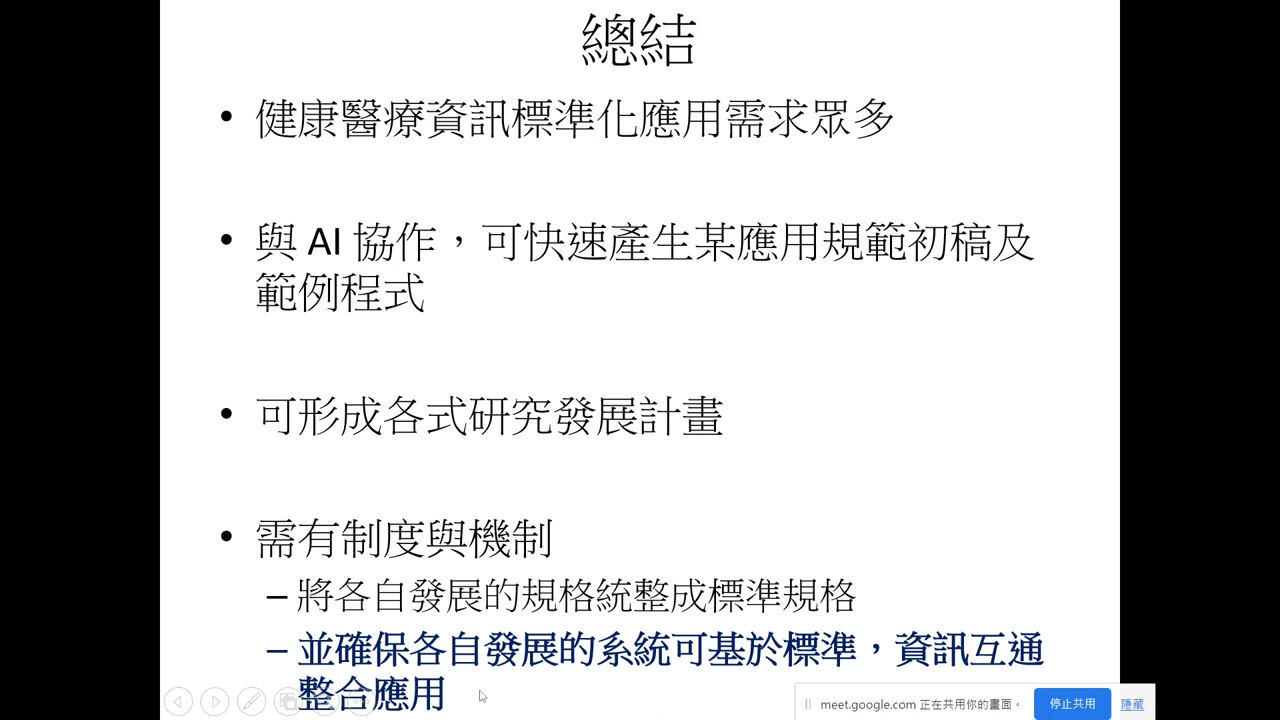 總結
• 健康醫療資訊標準化應用需求眾多
• 與 AI 協作，可快速產生某應用規範初稿及
範例程式
• 可形成各式研究發展計畫
• 需有制度與機制
– 將各自發展的規格統整成標準規格
– 並確保各自發展的系統可基於標準，資訊互通
整合應用
meet.google.com 正在共用你的畫面。 停止共用 隱藏